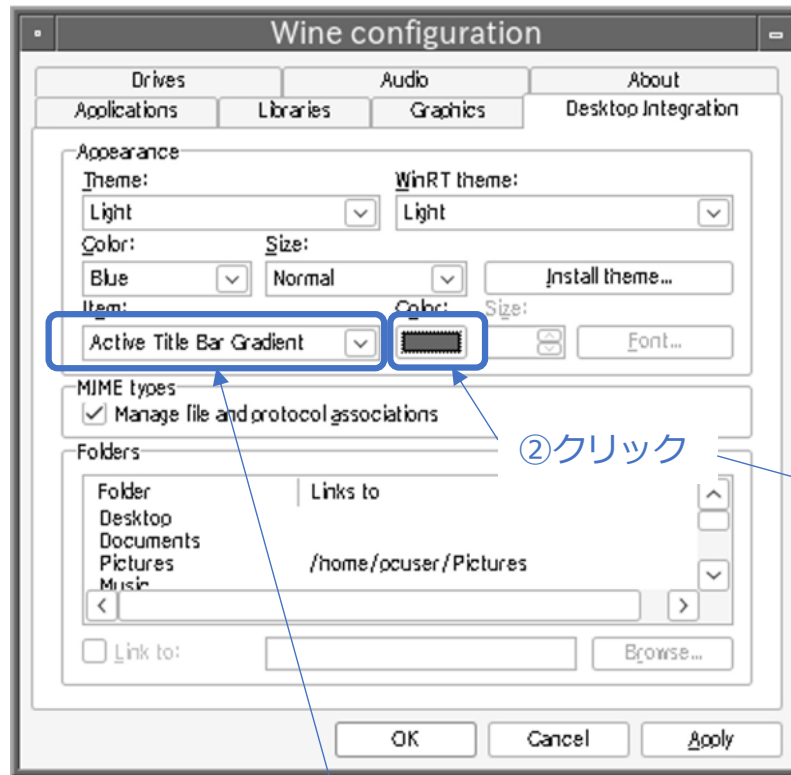 Wine configuration
Drives Audio About
Applications Libraries Graphics Desktop Integration
Appearance
Theme: WinRT theme:
Light Light
Color: Size:
Blue Normal Install theme...
Item: Color: Size:
Active Title Bar Gradient Font...
MIME types
Manage file and protocol associations
②クリック
Folders
Folder Links to
Desktop
Documents
Pictures /home/pcuser/Pictures
Music
Link to: Browse...
OK Cancel Apply